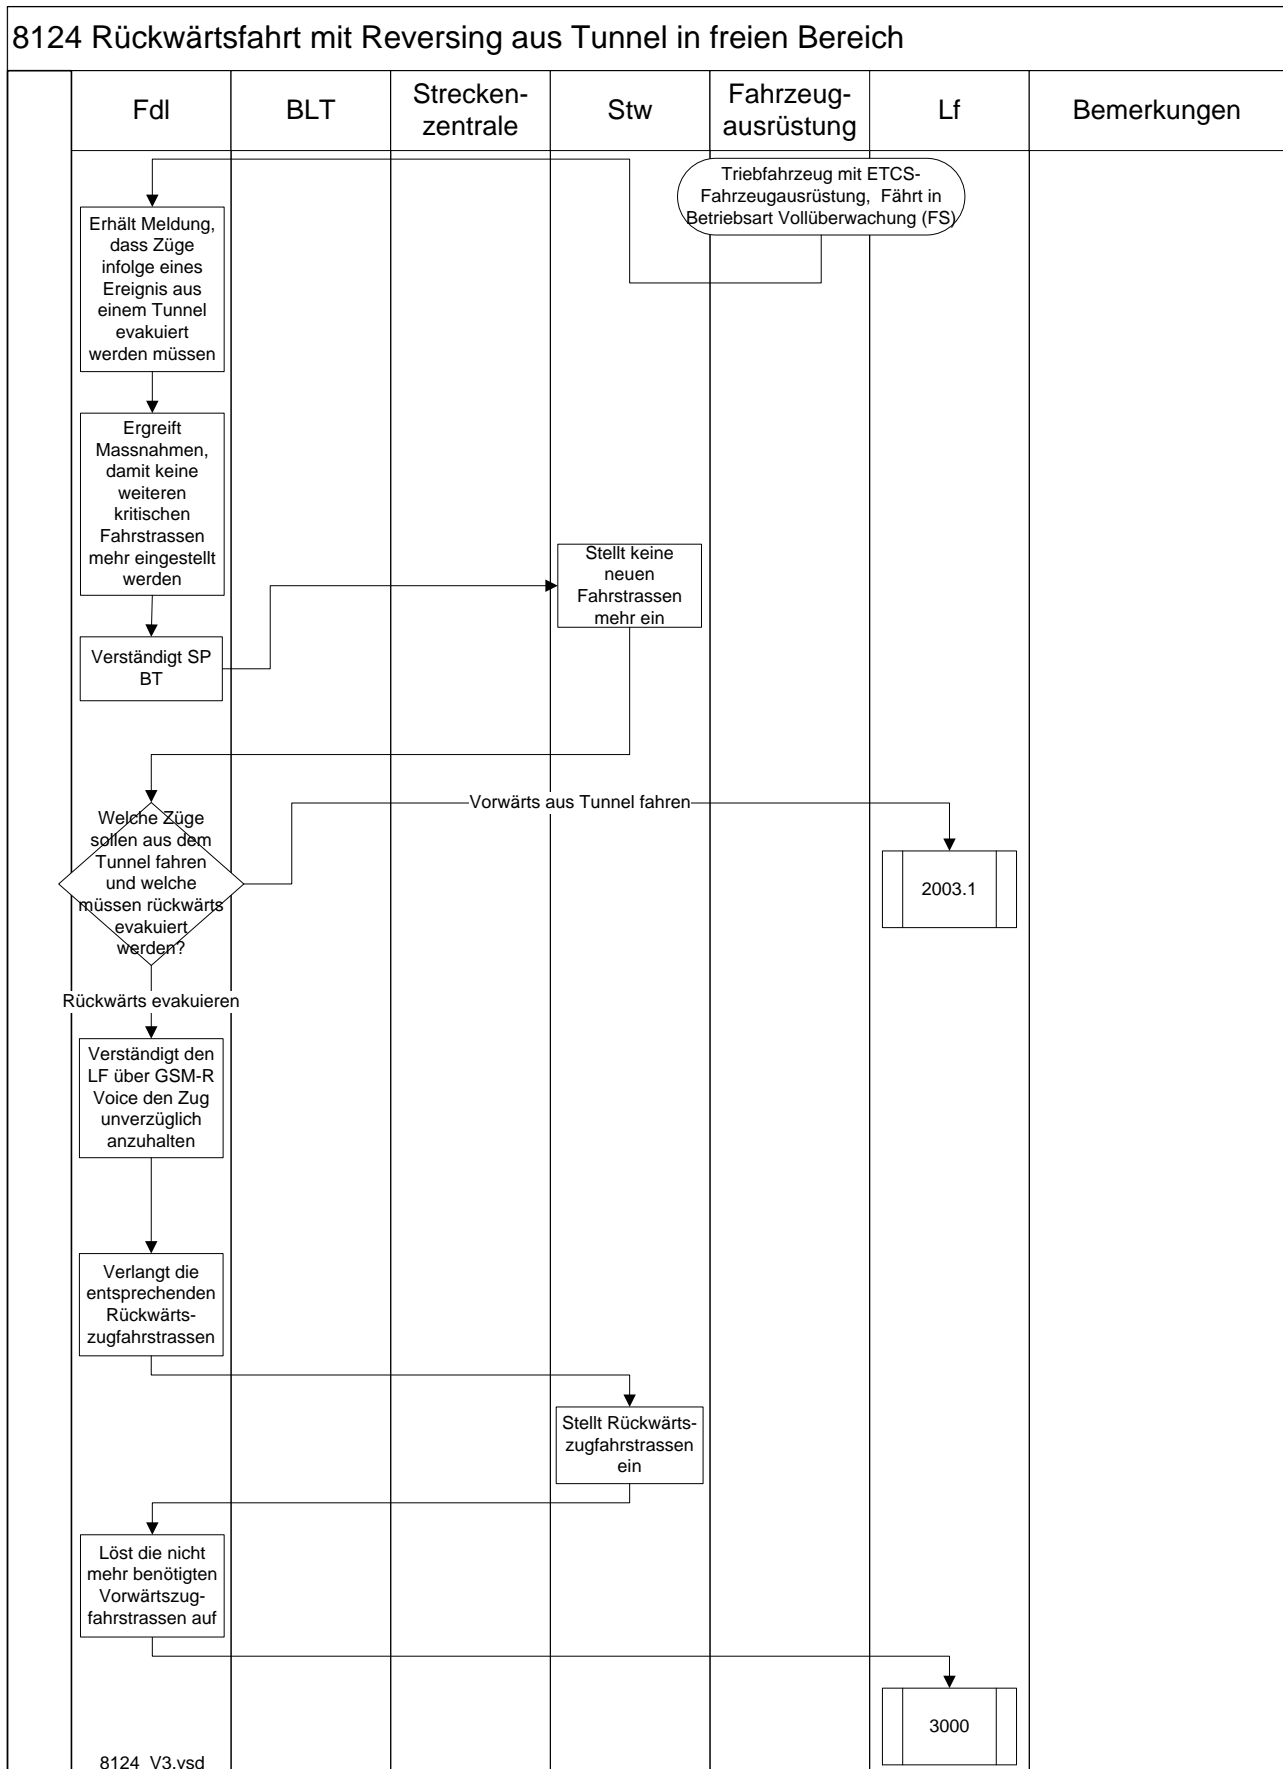 8124 Rückwärtsfahrt mit Reversing aus Tunnel in freien Bereich
Fdl
BLT
Strecken-
zentrale
Stw
Fahrzeug-
ausrüstung
Lf
Bemerkungen
Triebfahrzeug mit ETCS-
Fahrzeugausrüstung, Fährt in
Betriebsart Vollüberwachung (FS)
Erhält Meldung,
dass Züge
infolge eines
Ereignis aus
einem Tunnel
evakuiert
werden müssen
Ergreift
Massnahmen,
damit keine
weiteren
kritischen
Fahrstrassen
mehr eingestellt
werden
Stellt keine
neuen
Fahrstrassen
mehr ein
Verständigt SP
BT
Vorwärts aus Tunnel fahren
Welche Züge
sollen aus dem
Tunnel fahren
und welche
müssen rückwärts
evakuiert
werden?
2003.1
Rückwärts evakuieren
Verständigt den
LF über GSM-R
Voice den Zug
unverzüglich
anzuhalten
Verlangt die
entsprechenden
Rückwärts-
zugfahrstrassen
Stellt Rückwärts-
zugfahrstrassen
ein
Löst die nicht
mehr benötigten
Vorwärtszug-
fahrstrassen auf
3000
8124_V3.vsd